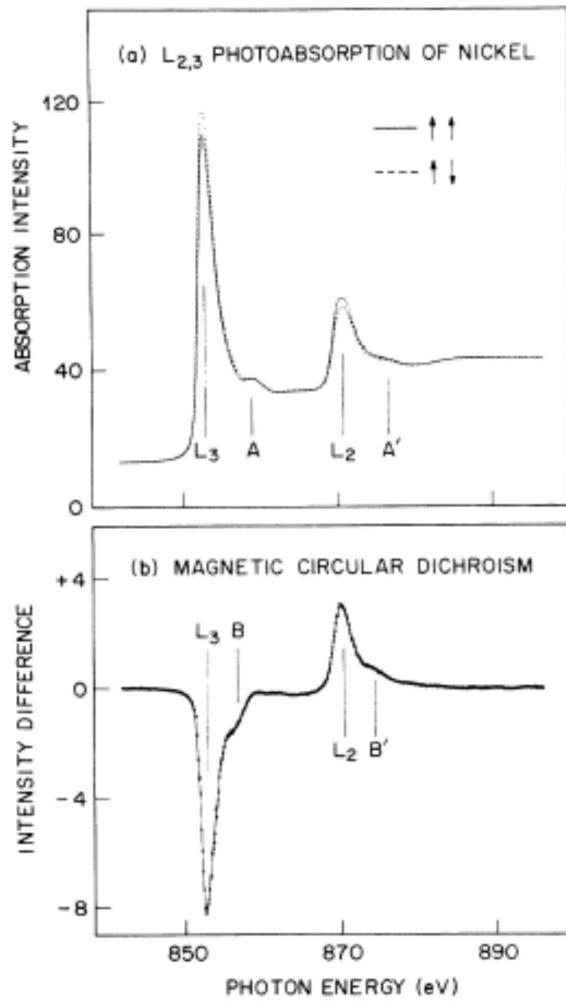 (a) L2,3 PHOTOABSORPTION OF NICKEL
120
80
40
0
ABSORPTION INTENSITY
↑↑
↑↓
L3 A L2 A'
(b) MAGNETIC CIRCULAR DICHROISM
+4
0
-4
-8
INTENSITY DIFFERENCE
L3 B
L2 B'
850 870 890
PHOTON ENERGY (eV)